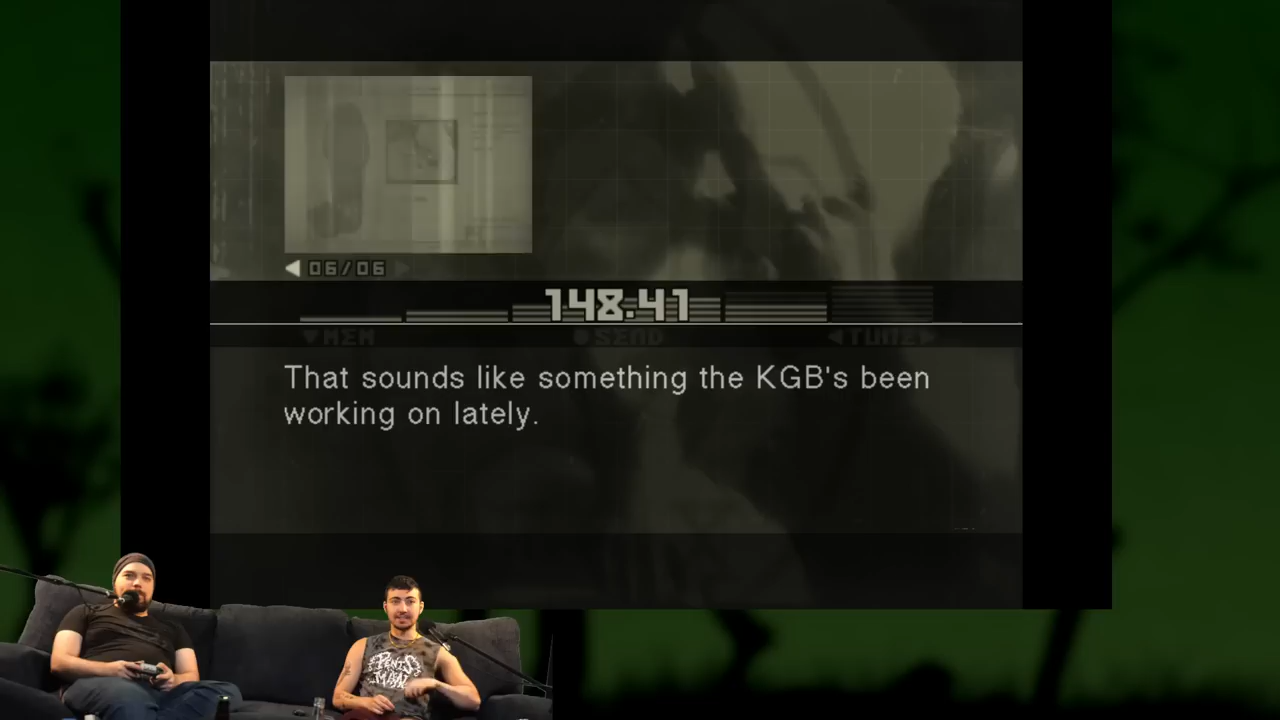 06/06
148.41
▼MEM ●SEND ◀TUNE▶
That sounds like something the KGB's been
working on lately.